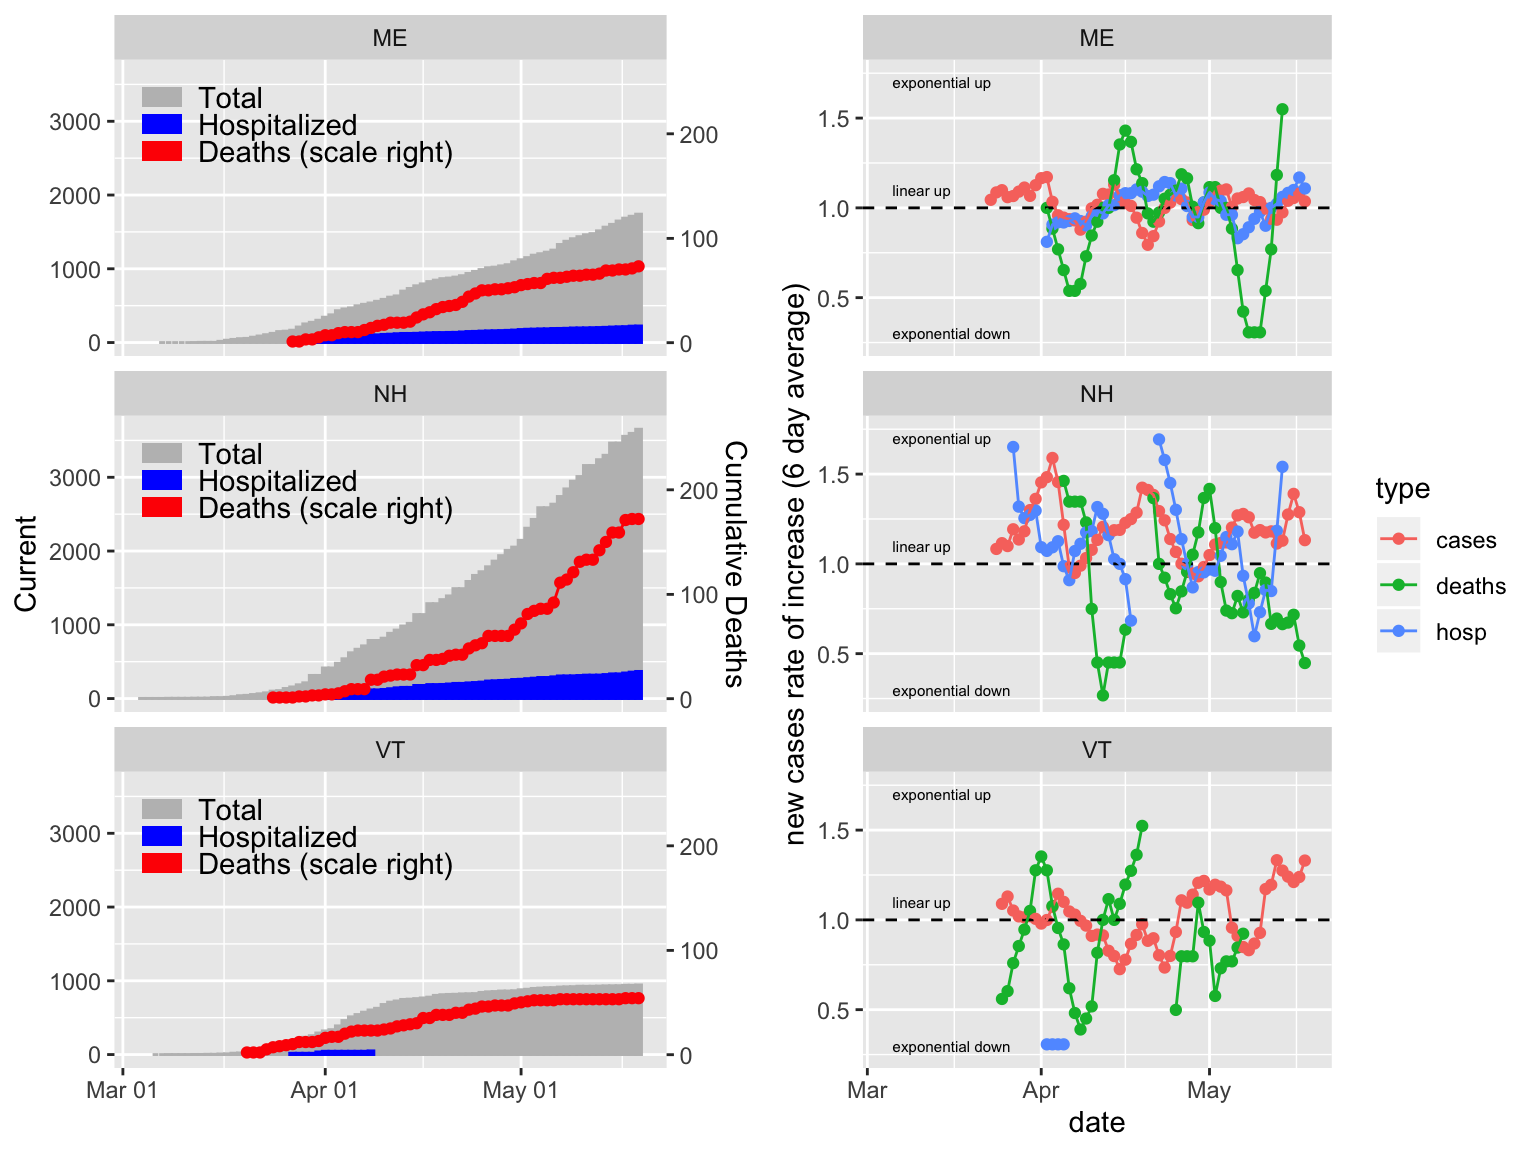 ME
Total
Hospitalized
Deaths (scale right)
3000
2000
1000
0
200
100
0
NH
Total
Hospitalized
Deaths (scale right)
3000
2000
1000
0
200
100
0
VT
Total
Hospitalized
Deaths (scale right)
3000
2000
1000
0
200
100
0
Mar 01
Apr 01
May 01
Current
Cumulative Deaths
new cases rate of increase (6 day average)
ME
exponential up
linear up
exponential down
1.5
1.0
0.5
NH
exponential up
linear up
exponential down
1.5
1.0
0.5
VT
exponential up
linear up
exponential down
1.5
1.0
0.5
Mar
Apr
May
date
type
cases
deaths
hosp